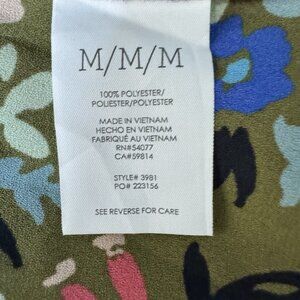 M/M/M
100% POLYESTER/
POLIESTER/POLYESTER
MADE IN VIETNAM
HECHO EN VIETNAM
FABRIQUÉ AU VIETNAM
RN#54077
CA#59814
STYLE# 3981
PO# 223156
SEE REVERSE FOR CARE